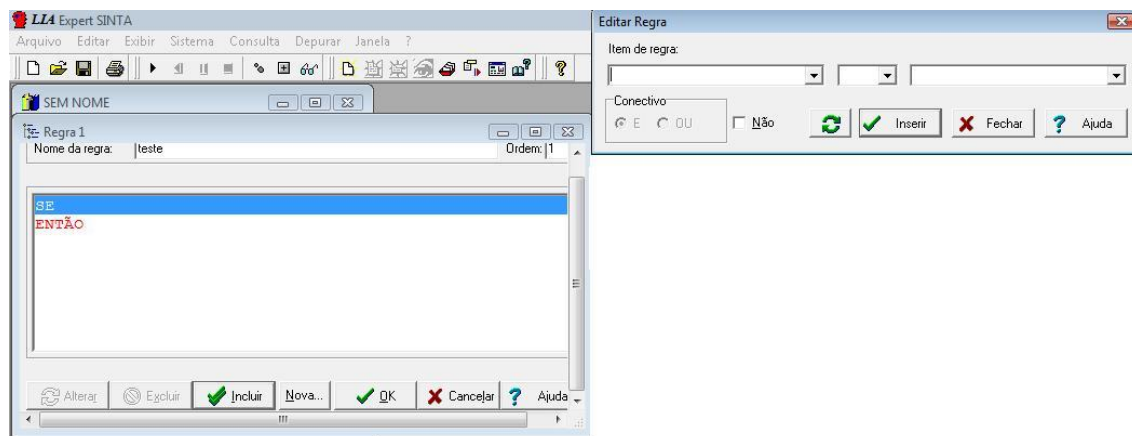 LIA Expert SINTA
Arquivo Editar Exibir Sistema Consulta Depurar Janela ?
SEM NOME
Regra 1
Nome da regra: teste Ordem: 1
SE
ENTÃO
Alterar Excluir Incluir Nova... OK Cancelar Ajuda
Editar Regra
Item de regra:
Conectivo
E OU Não Inserir Fechar Ajuda